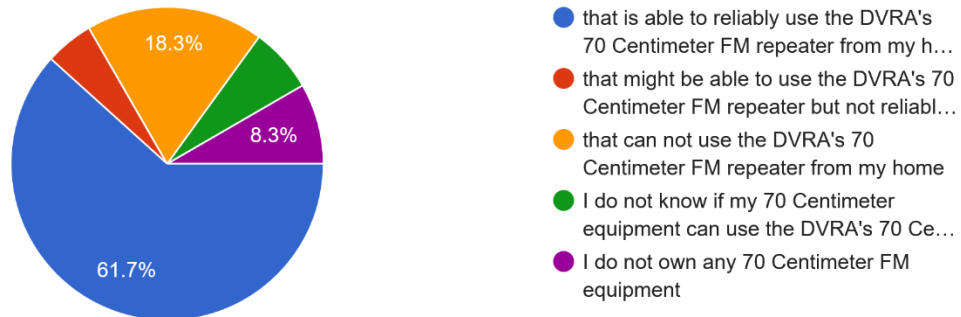 18.3%
8.3%
61.7%
that is able to reliably use the DVRA's
70 Centimeter FM repeater from my h…
that might be able to use the DVRA's 70
Centimeter FM repeater but not reliabl…
that can not use the DVRA's 70
Centimeter FM repeater from my home
I do not know if my 70 Centimeter
equipment can use the DVRA's 70 Ce…
I do not own any 70 Centimeter FM
equipment